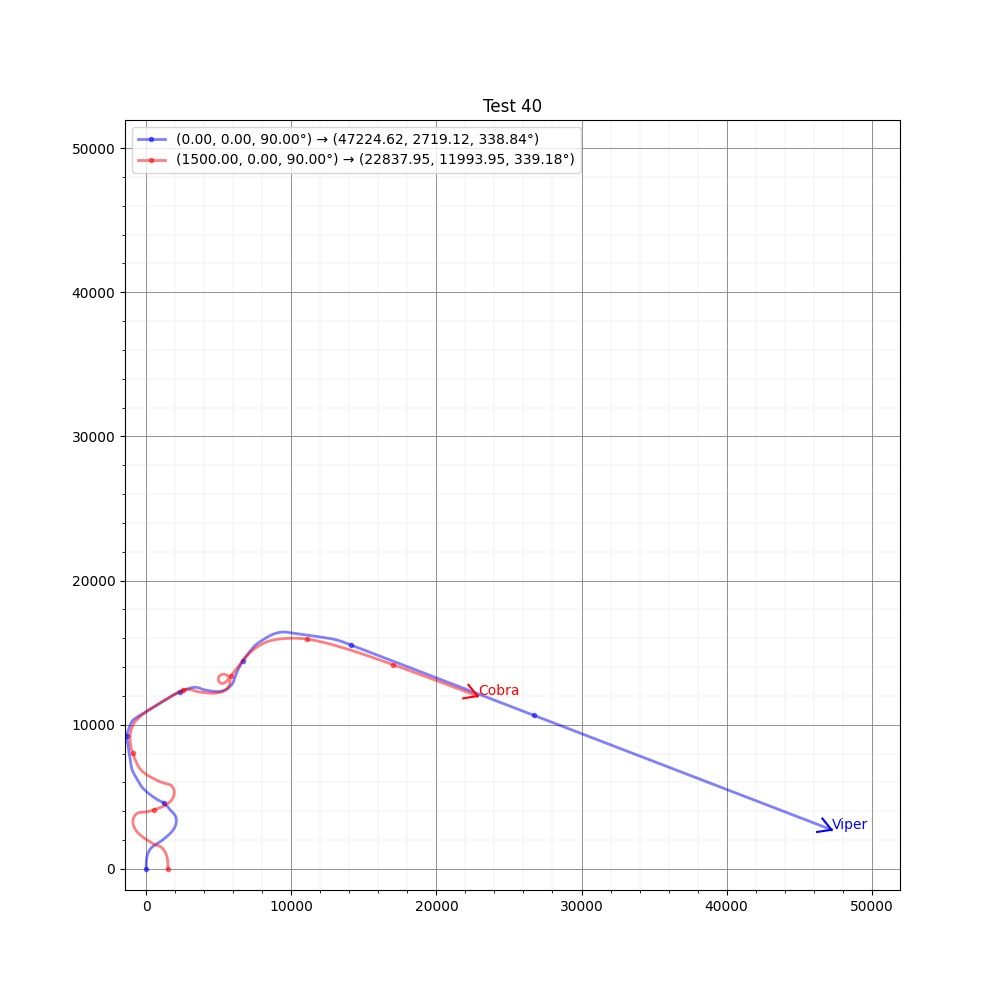 Test 40
(0.00, 0.00, 90.00°) → (47224.62, 2719.12, 338.84°)
(1500.00, 0.00, 90.00°) → (22837.95, 11993.95, 339.18°)
50000
40000
30000
20000
10000
0
Cobra
Viper
0 10000 20000 30000 40000 50000